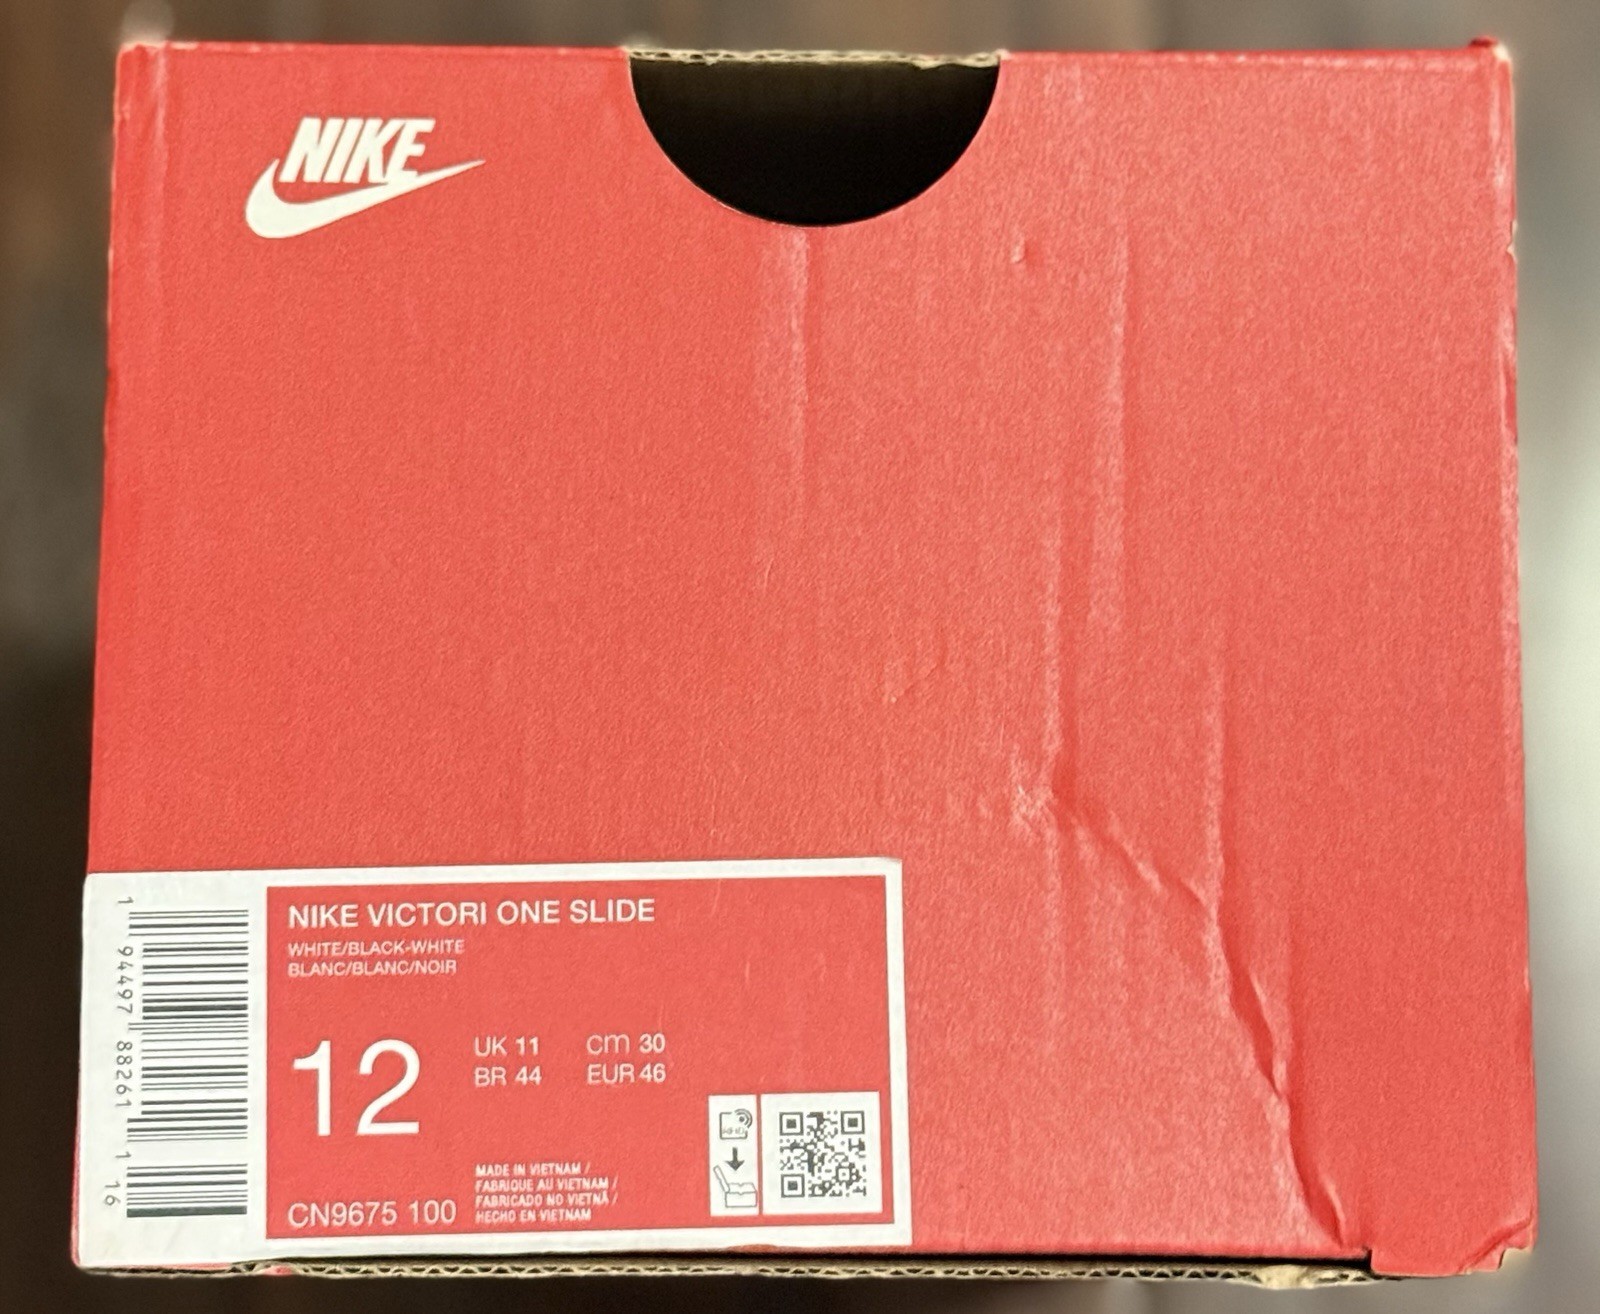 NIKE
NIKE VICTORI ONE SLIDE
WHITE/BLACK-WHITE
BLANC/BLANC/NOIR
12
UK 11
cm 30
BR 44
EUR 46
MADE IN VIETNAM /
FABRIQUE AU VIETNAM /
FABRICADO NO VIETNÃ /
HECHO EN VIETNAM
CN9675 100
1 94497 88261 1 16